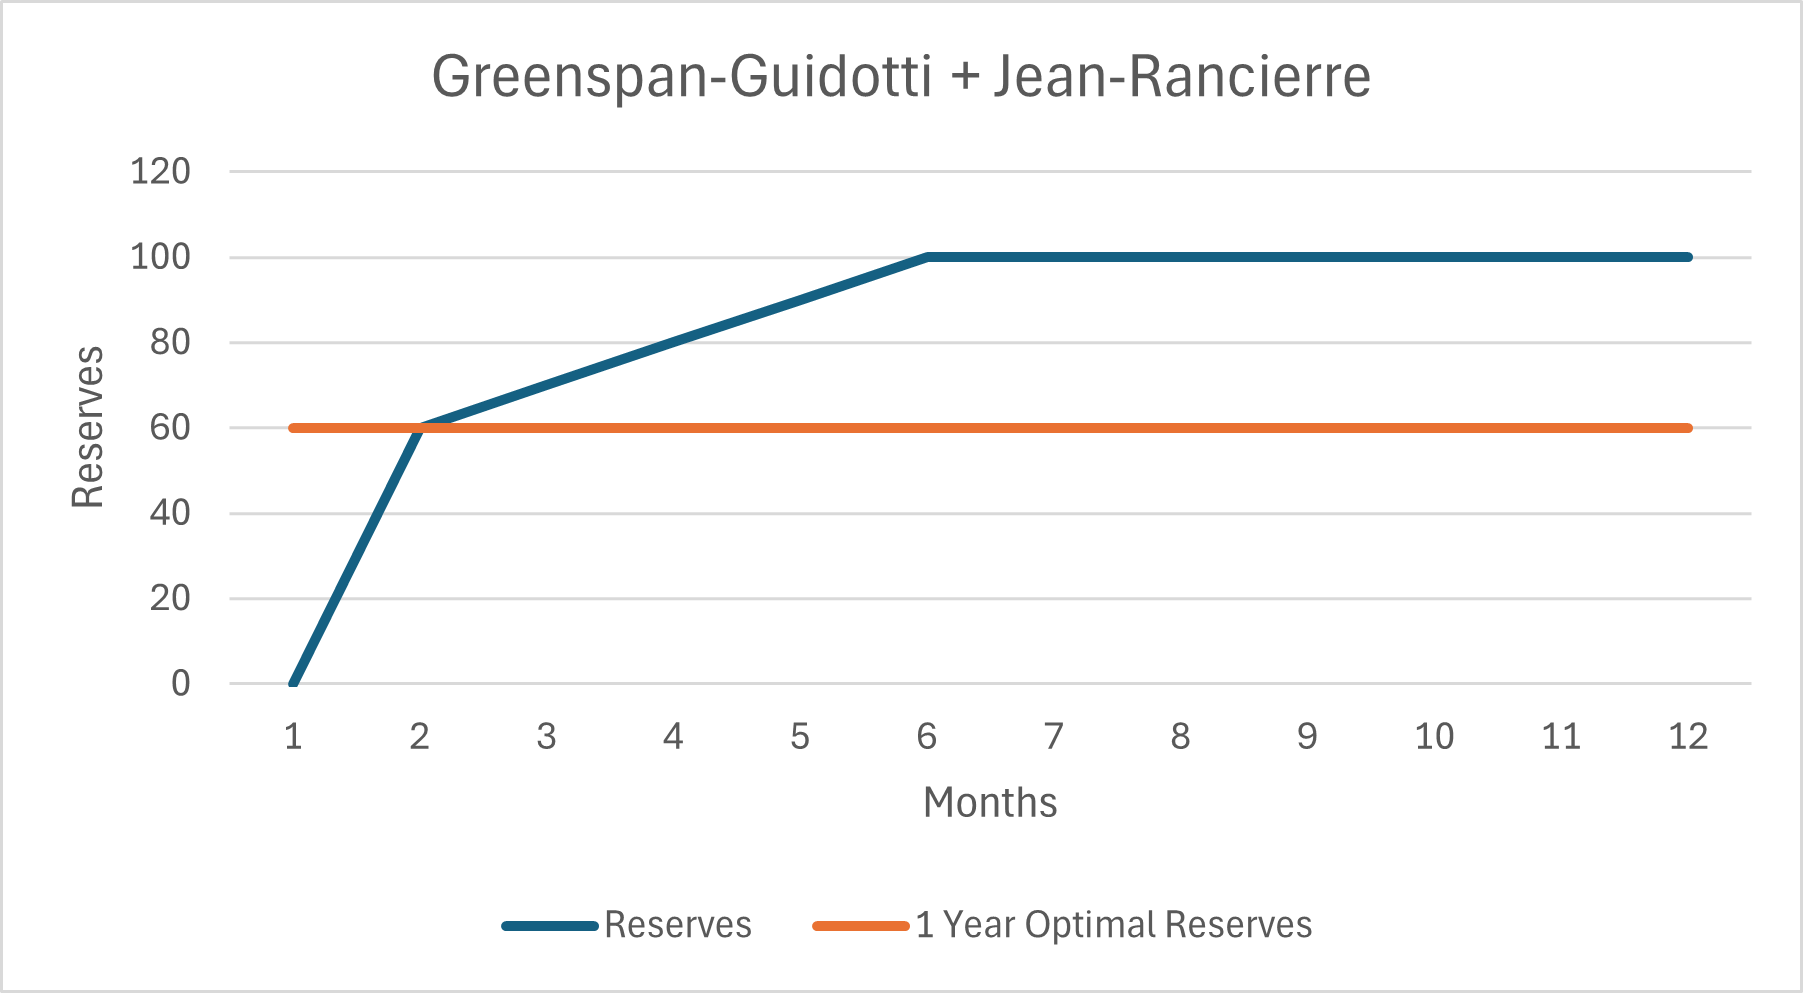 Greenspan-Guidotti + Jean-Rancierre
120
100
80
60
40
20
0
Reserves
1 2 3 4 5 6 7 8 9 10 11 12
Months
Reserves 1 Year Optimal Reserves